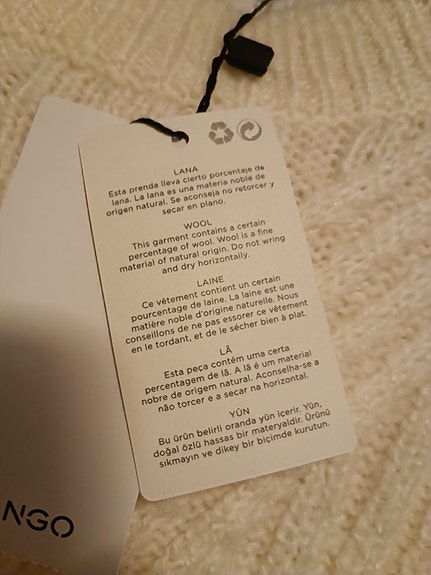 LANA
Esta prenda lleva cierto porcentaje de
lana. La lana es una materia noble de
origen natural. Se aconseja no retorcer y
secar en plano.
WOOL
This garment contains a certain
percentage of wool. Wool is a fine
material of natural origin. Do not wring
and dry horizontally.
LAINE
Ce vêtement contient un certain
pourcentage de laine. La laine est une
matière noble d'origine naturelle. Nous
conseillons de ne pas essorer ce vêtement
en le tordant, et de le sécher bien à plat.
LÃ
Esta peça contém uma certa
percentagem de lã. A lã é um material
nobre de origem natural. Aconselha-se a
não torcer e a secar na horizontal.
YÜN
Bu ürün belirli oranda yün içerir. Yün,
doğal özlü hassas bir materyaldir. Ürünü
sıkmayın ve dikey bir biçimde kurutun.
NGO